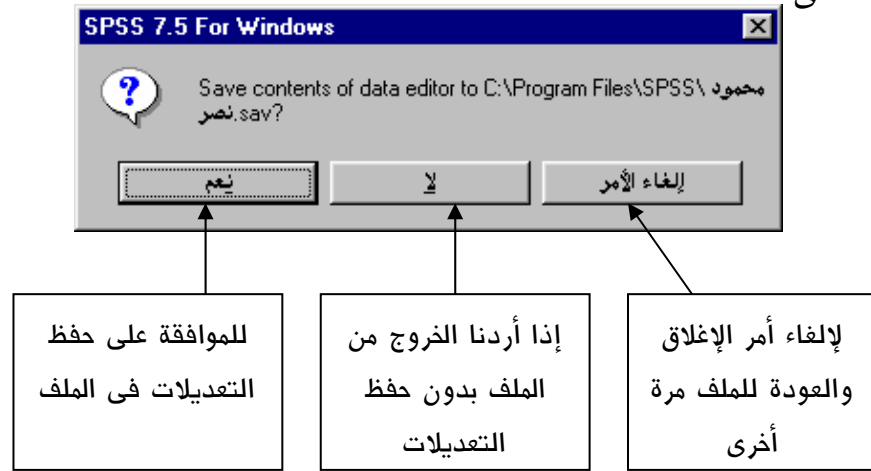 SPSS 7.5 For Windows
Save contents of data editor to C:\Program Files\SPSS\ محمود
نصر.sav?
نعم
لا
إلغاء الأمر
للموافقة على حفظ
التعديلات فى الملف
إذا أردنا الخروج من
الملف بدون حفظ
التعديلات
لإلغاء أمر الإغلاق
والعودة للملف مرة
أخرى